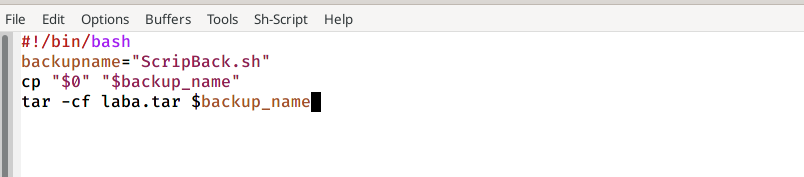 File Edit Options Buffers Tools Sh-Script Help
#!/bin/bash
backupname="ScripBack.sh"
cp "$0" "$backup_name"
tar -cf laba.tar $backup_name